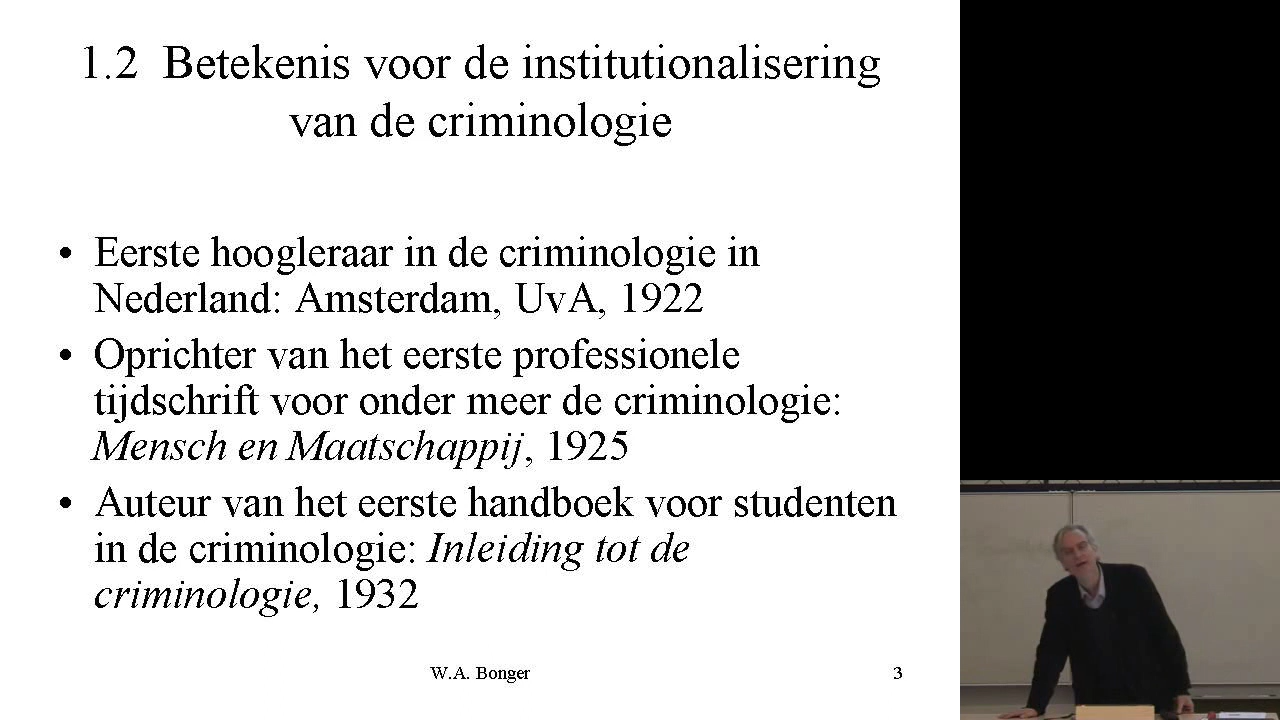 1.2 Betekenis voor de institutionalisering
van de criminologie
• Eerste hoogleraar in de criminologie in
Nederland: Amsterdam, UvA, 1922
• Oprichter van het eerste professionele
tijdschrift voor onder meer de criminologie:
Mensch en Maatschappij, 1925
• Auteur van het eerste handboek voor studenten
in de criminologie: Inleiding tot de
criminologie, 1932
W.A. Bonger
3